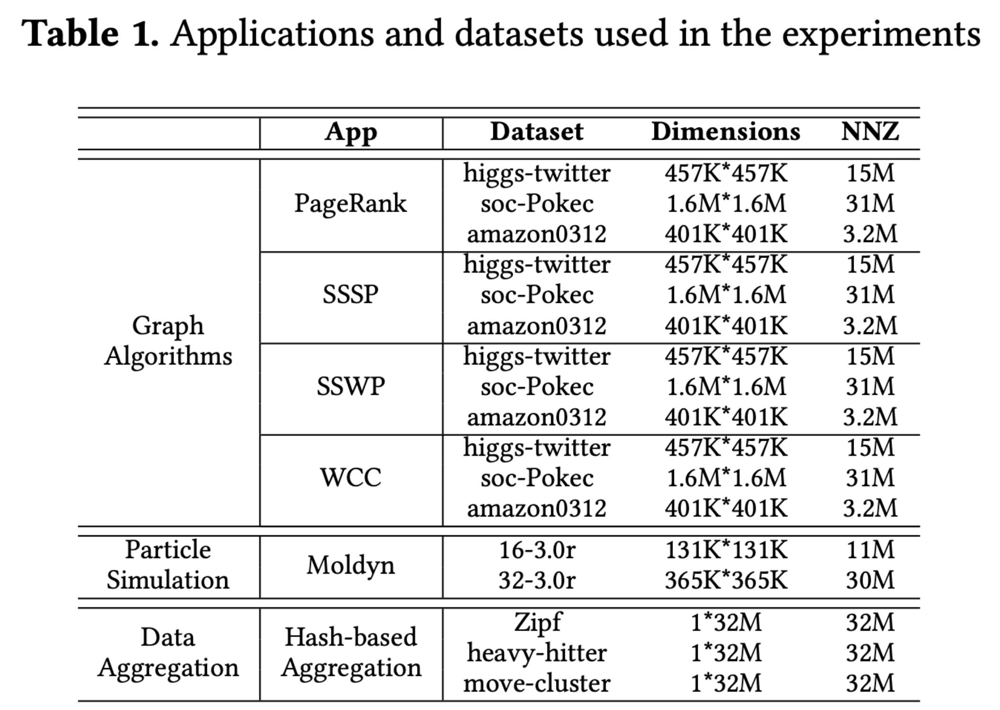 Table 1. Applications and datasets used in the experiments
App Dataset Dimensions NNZ
Graph
Algorithms
PageRank
higgs-twitter 457K*457K 15M
soc-Pokec 1.6M*1.6M 31M
amazon0312 401K*401K 3.2M
SSSP
higgs-twitter 457K*457K 15M
soc-Pokec 1.6M*1.6M 31M
amazon0312 401K*401K 3.2M
SSWP
higgs-twitter 457K*457K 15M
soc-Pokec 1.6M*1.6M 31M
amazon0312 401K*401K 3.2M
WCC
higgs-twitter 457K*457K 15M
soc-Pokec 1.6M*1.6M 31M
amazon0312 401K*401K 3.2M
Particle
Simulation
Moldyn
16-3.0r 131K*131K 11M
32-3.0r 365K*365K 30M
Data
Aggregation
Hash-based
Aggregation
Zipf 1*32M 32M
heavy-hitter 1*32M 32M
move-cluster 1*32M 32M